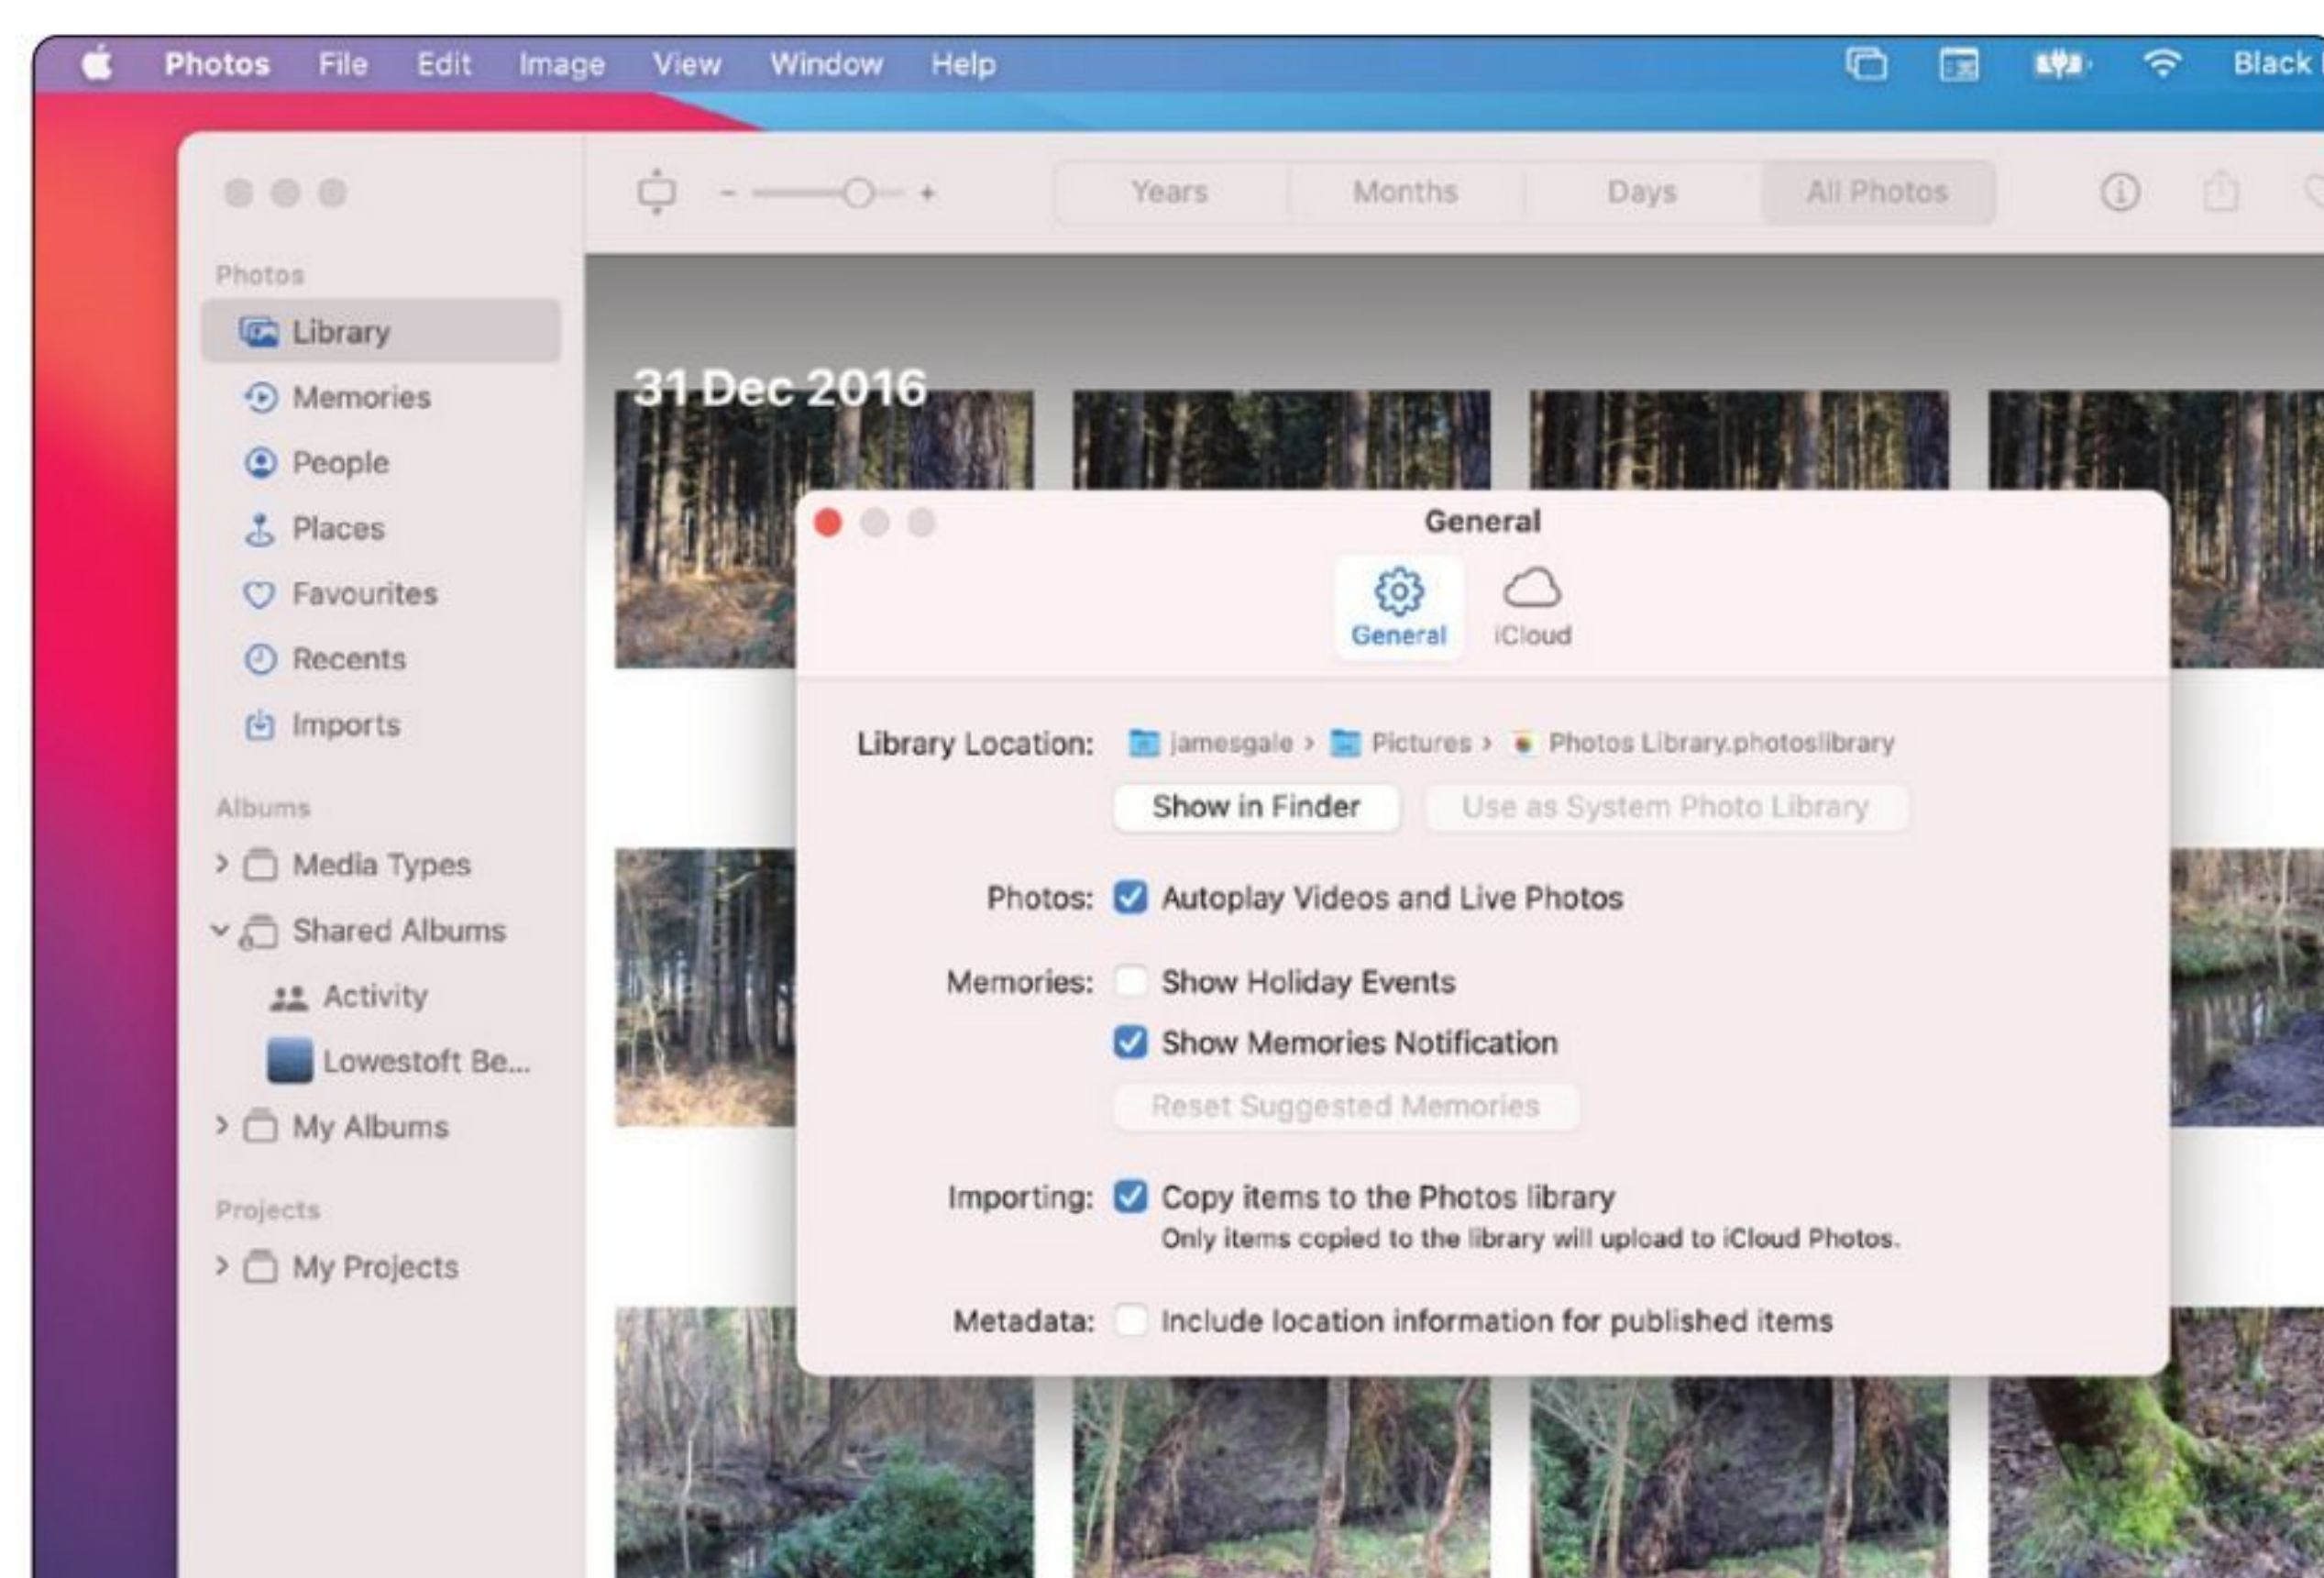 Photos File Edit Image View Window Help Black
Years Months Days All Photos
Photos
Library
Memories
People
Places
Favourites
Recents
Imports
Albums
Media Types
Shared Albums
Activity
Lowestoft Be...
My Albums
Projects
My Projects
31 Dec 2016
General
General iCloud
Library Location: jamesgale › Pictures › Photos Library.photoslibrary
Show in Finder Use as System Photo Library
Photos: Autoplay Videos and Live Photos
Memories: Show Holiday Events
Show Memories Notification
Reset Suggested Memories
Importing: Copy items to the Photos library
Only items copied to the library will upload to iCloud Photos.
Metadata: Include location information for published items